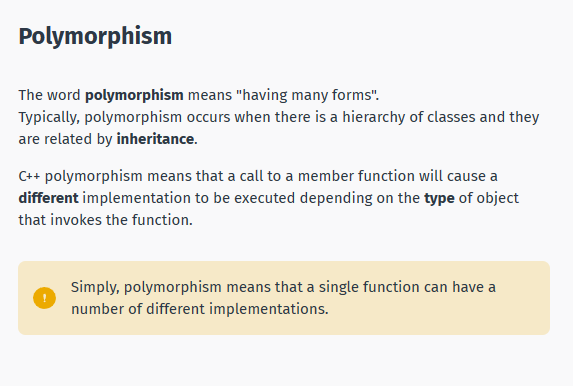 Polymorphism
The word polymorphism means "having many forms".
Typically, polymorphism occurs when there is a hierarchy of classes and they
are related by inheritance.
C++ polymorphism means that a call to a member function will cause a
different implementation to be executed depending on the type of object
that invokes the function.
!
Simply, polymorphism means that a single function can have a
number of different implementations.